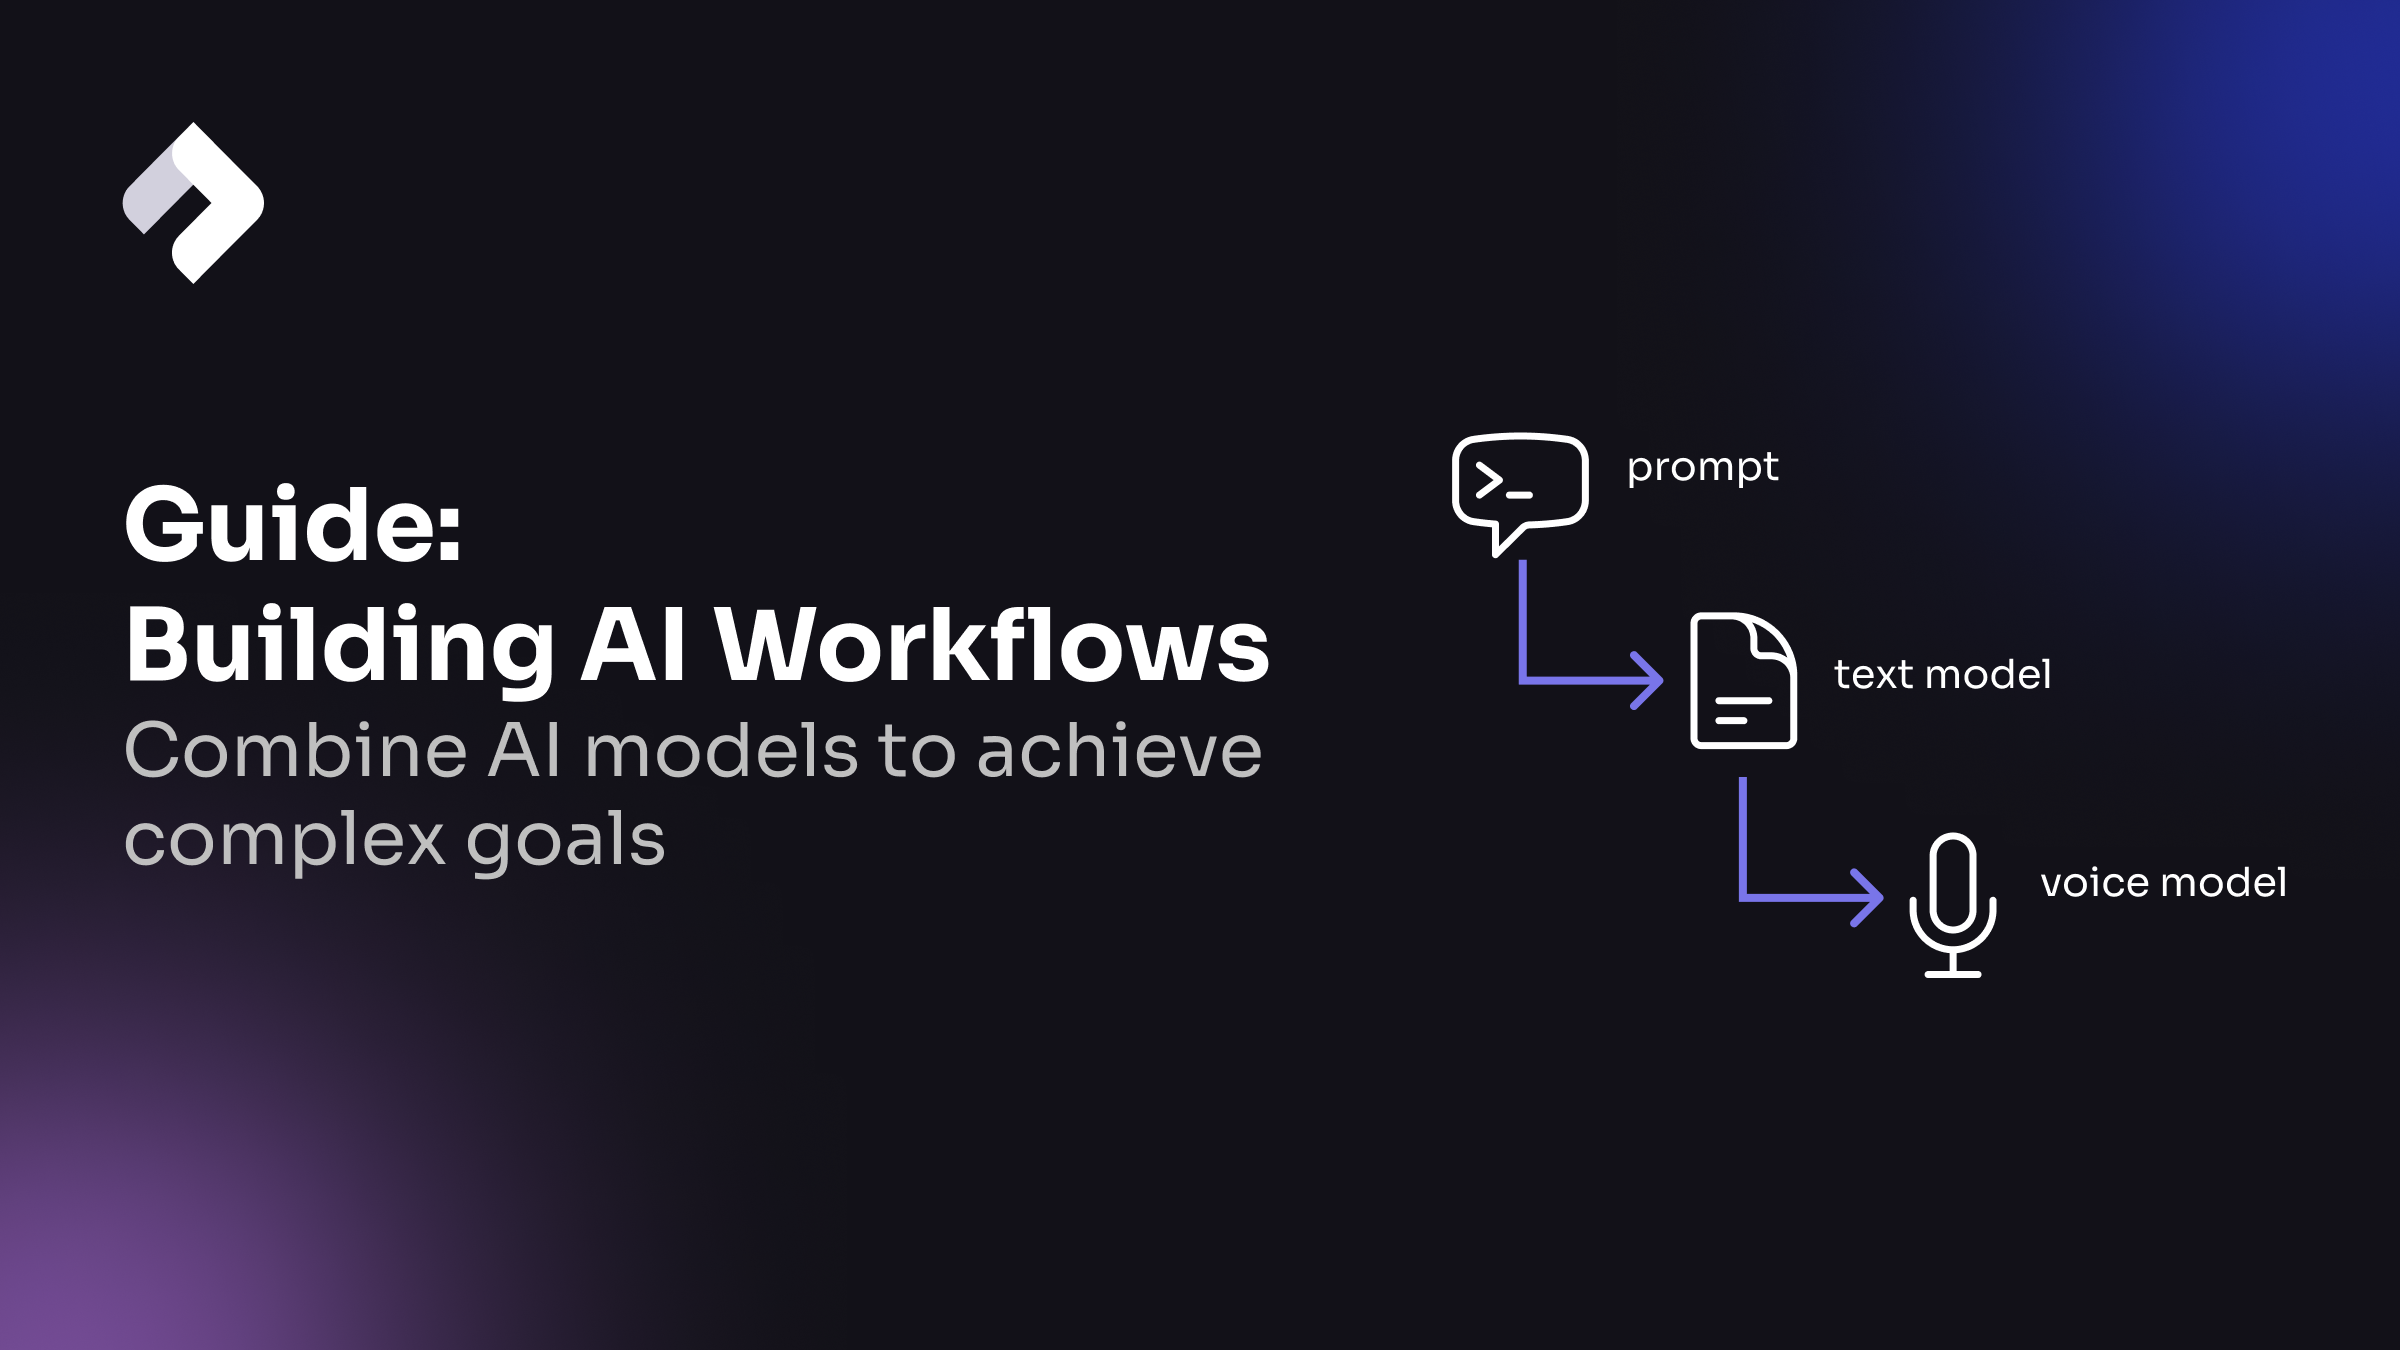 Guide:
Building AI Workflows
Combine AI models to achieve
complex goals
prompt
text model
voice model